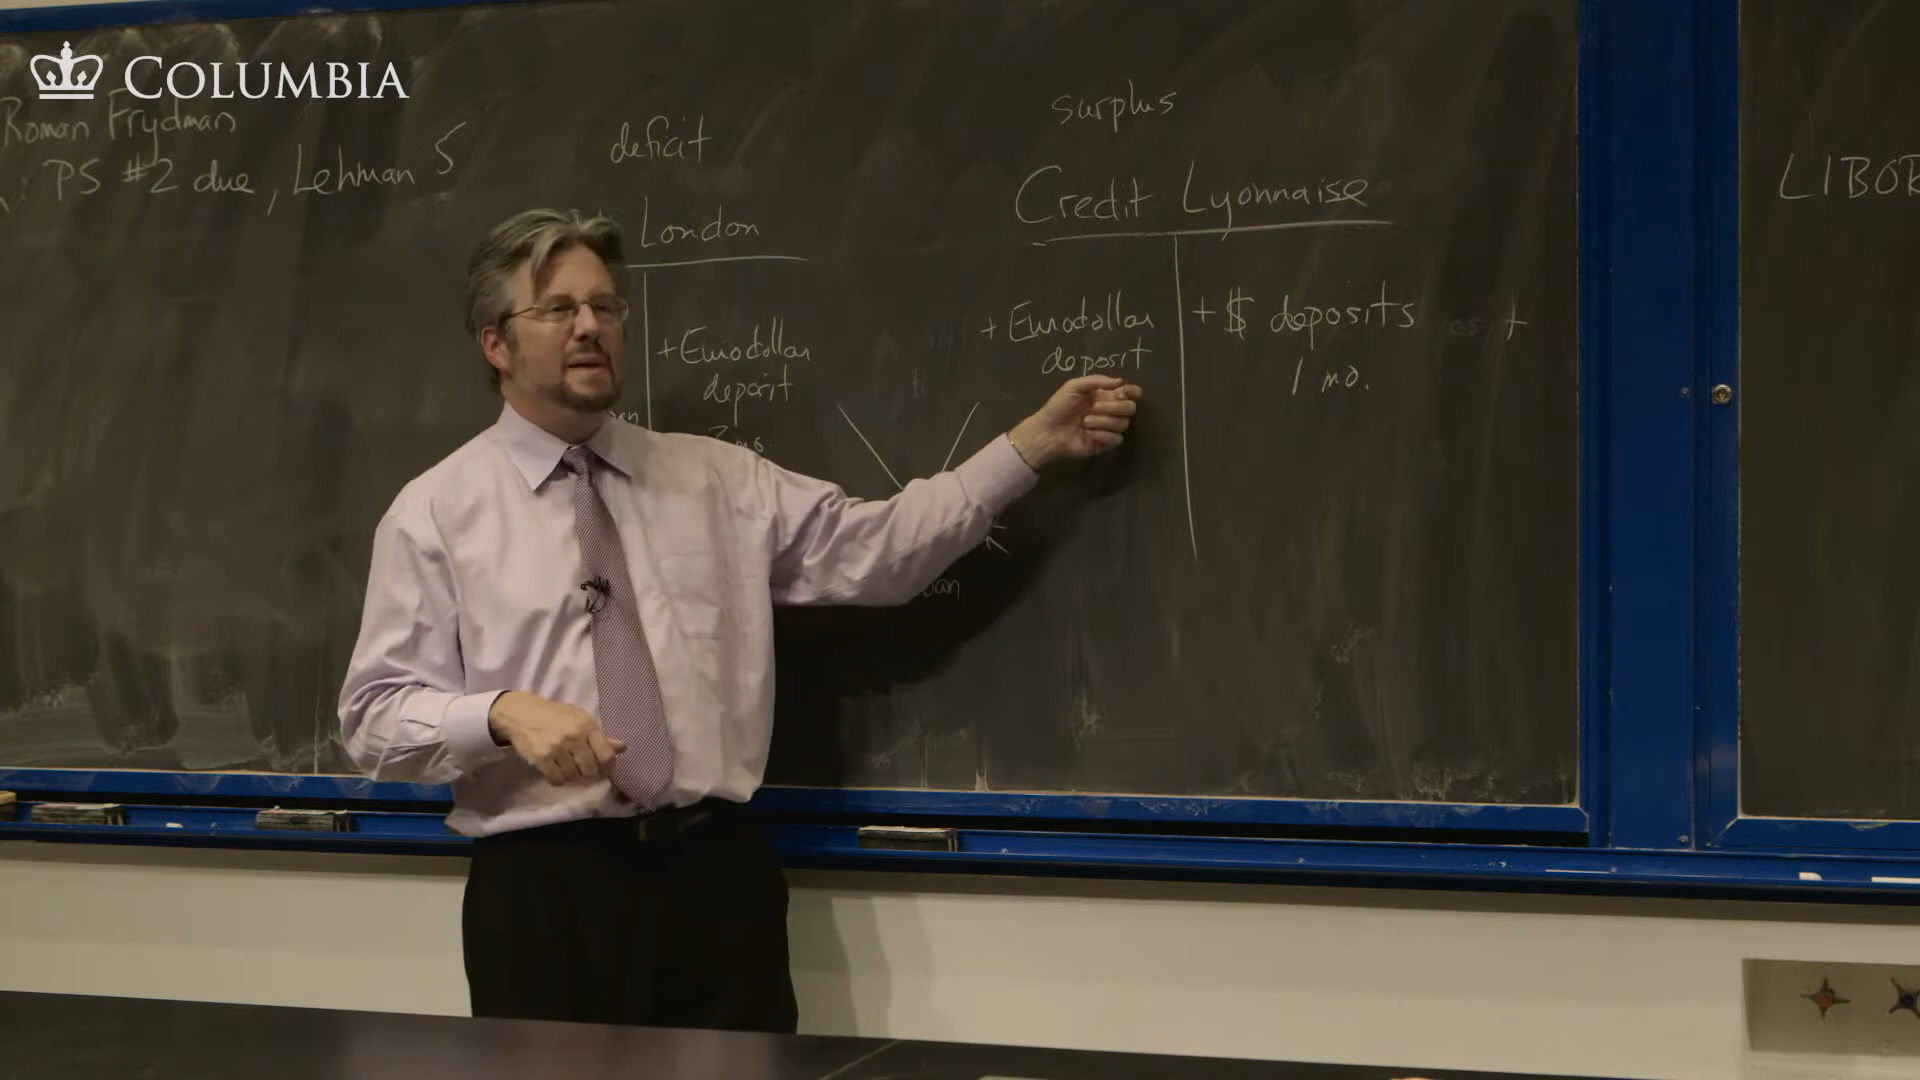 COLUMBIA
Roman Frydman
PS #2 due, Lehman 5
deficit
London
+ Eurodollar
deposit
mo.
surplus
Credit Lyonnaise
+ Eurodollar
deposit
+ $ deposits
1 mo.
LIBOR